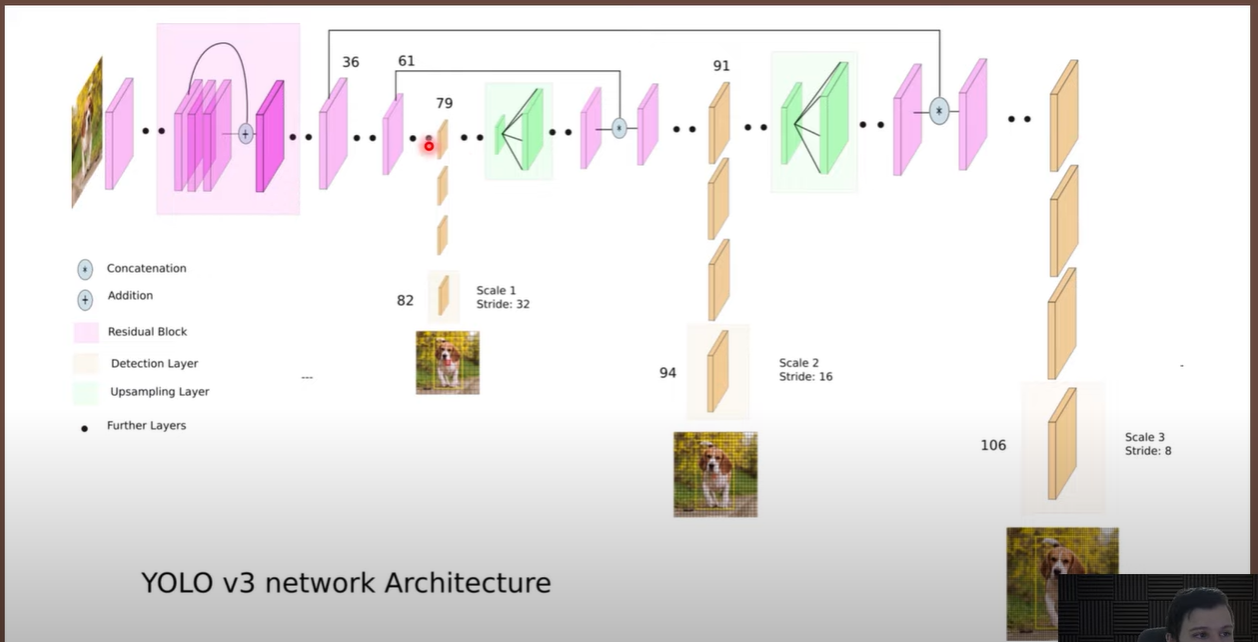 36
61
79
91
Concatenation
Addition
Residual Block
Detection Layer
Upsampling Layer
Further Layers
82
Scale 1
Stride: 32
94
Scale 2
Stride: 16
106
Scale 3
Stride: 8
---
-
*
+
+
*
*
YOLO v3 network Architecture